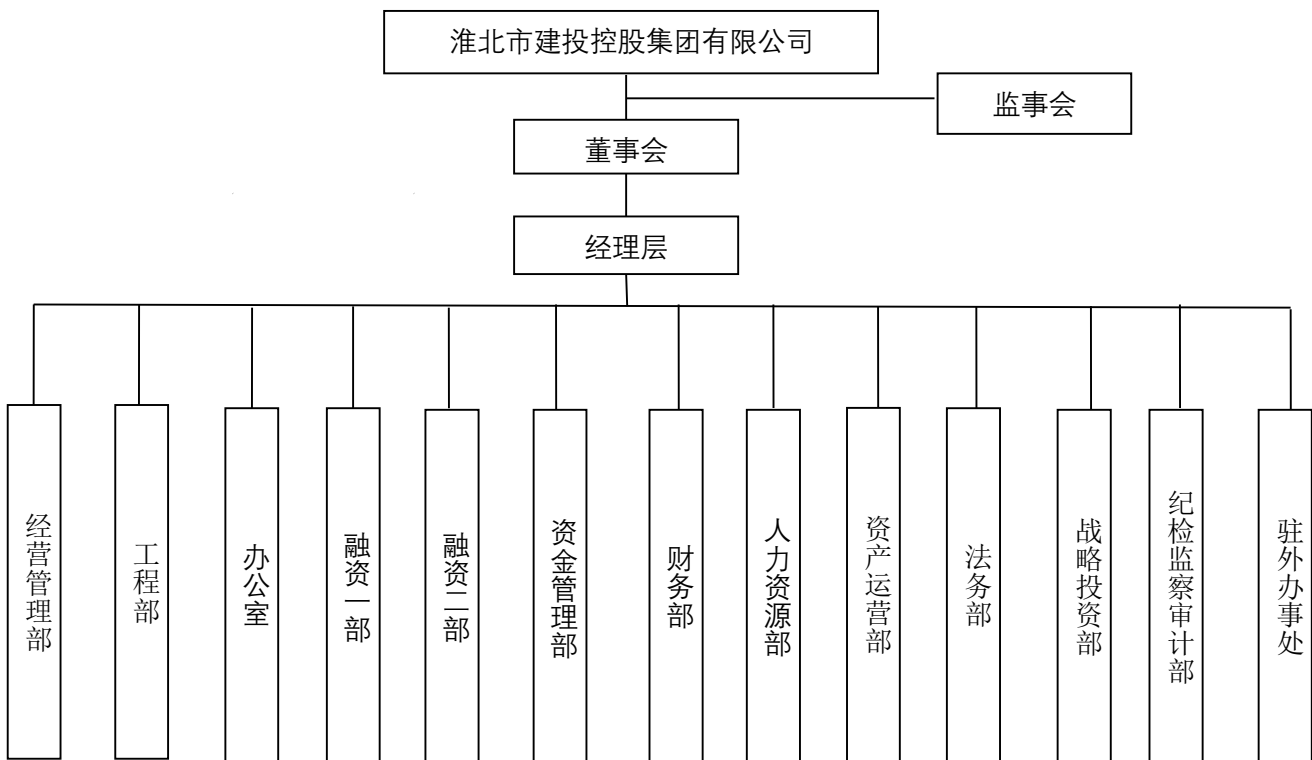 淮北市建投控股集团有限公司
监事会
董事会
经理层
经营管理部
工程部
办公室
融资一部
融资二部
资金管理部
财务部
人力资源部
资产运营部
法务部
战略投资部
纪检监察审计部
驻外办事处